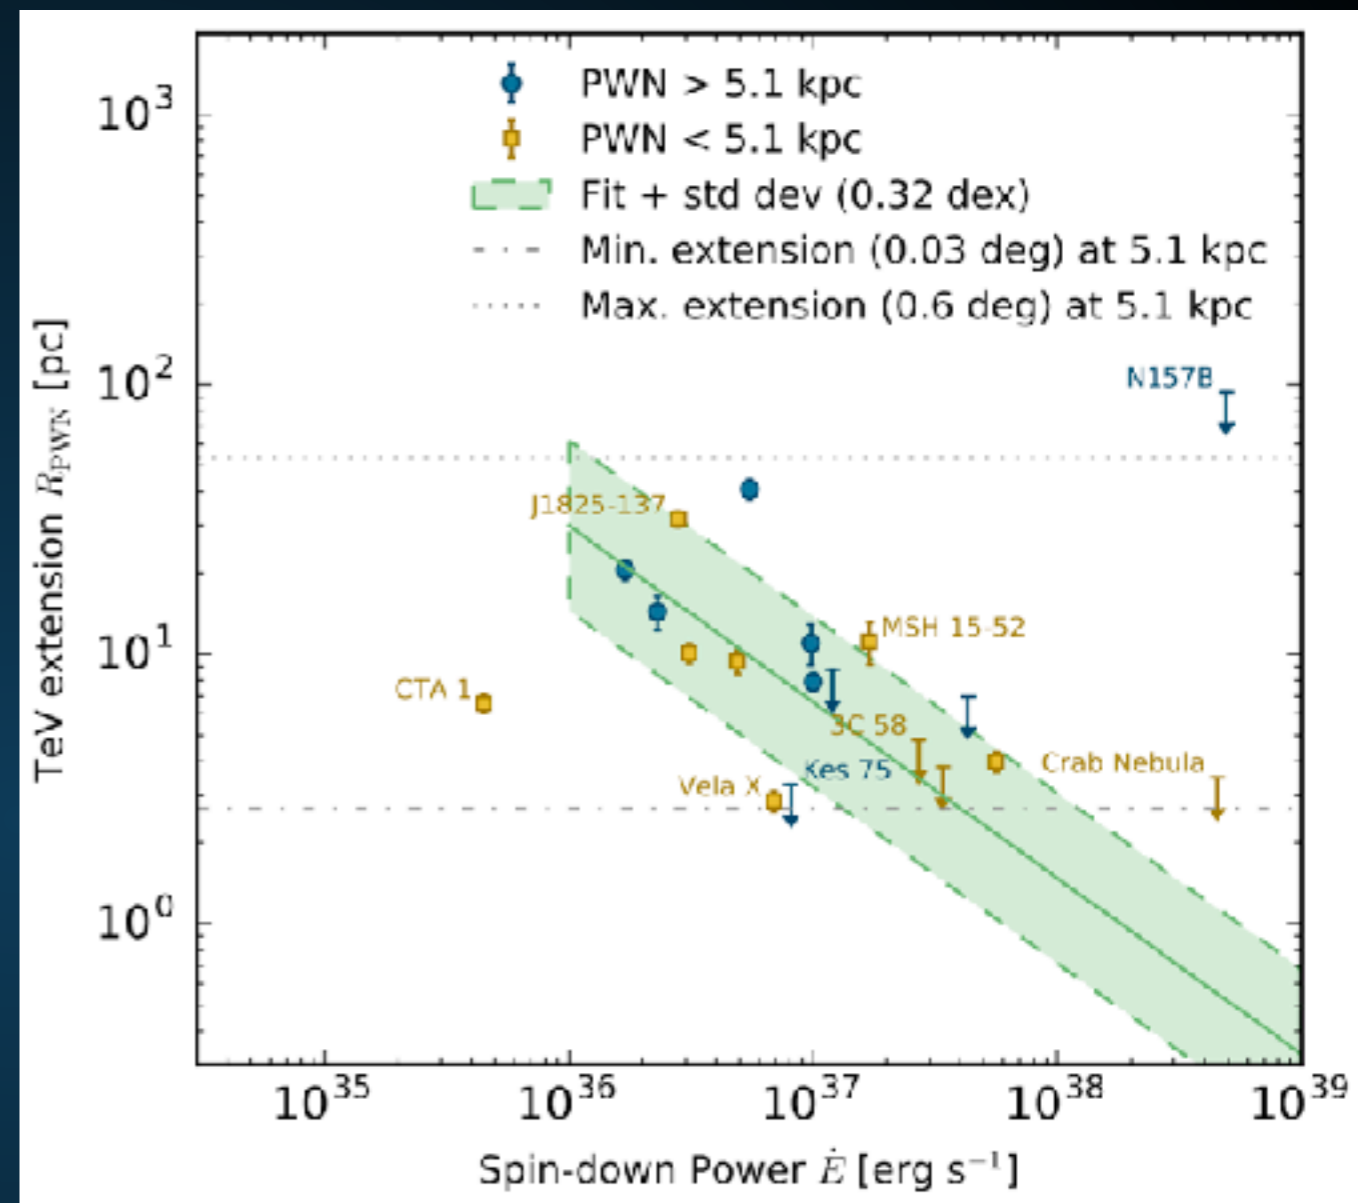 PWN > 5.1 kpc
PWN < 5.1 kpc
Fit + std dev (0.32 dex)
Min. extension (0.03 deg) at 5.1 kpc
Max. extension (0.6 deg) at 5.1 kpc
10³
10²
10¹
10⁰
TeV extension R_PWN [pc]
N157B
J1825-137
MSH 15-52
CTA 1
3C 58
Kes 75
Crab Nebula
Vela X
10³⁵
10³⁶
10³⁷
10³⁸
10³⁹
Spin-down Power Ė [erg s⁻¹]